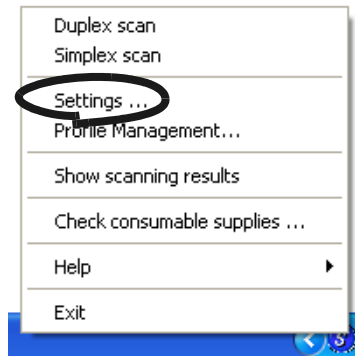 Duplex scan
Simplex scan
Settings ...
Profile Management...
Show scanning results
Check consumable supplies ...
Help
Exit